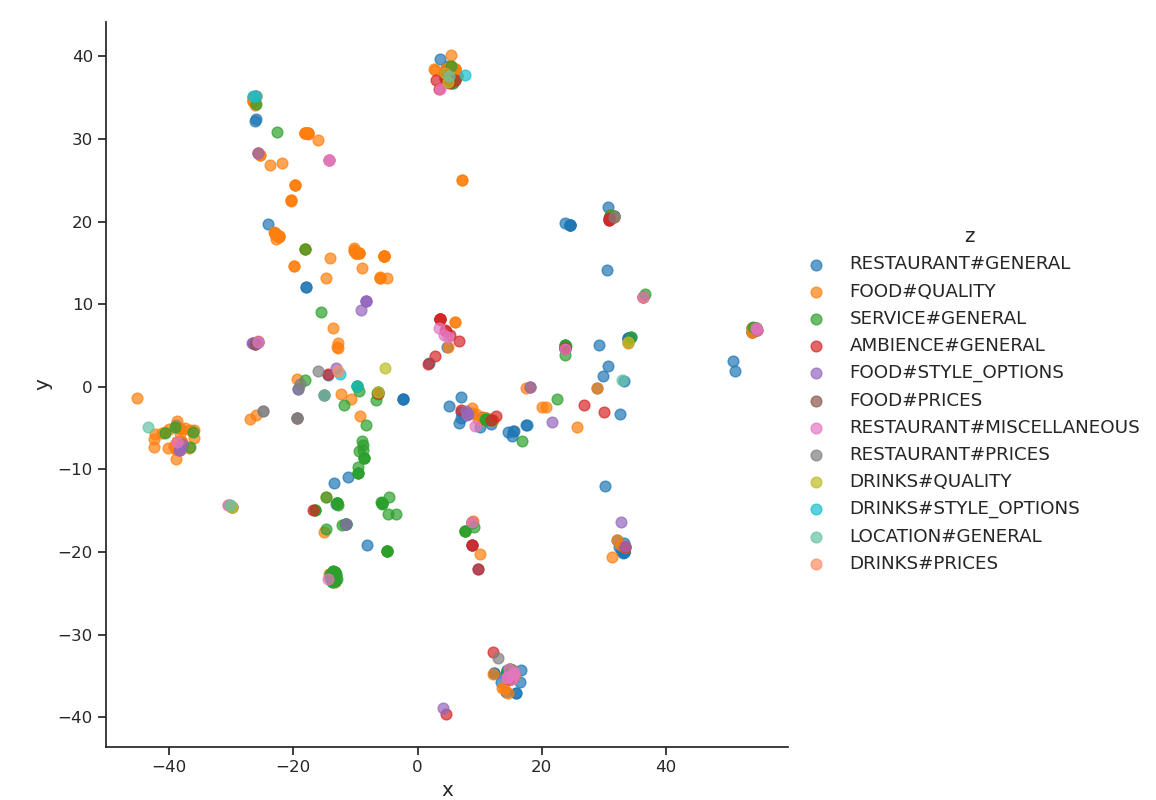 40
30
20
10
0
−10
−20
−30
−40
y
−40 −20 0 20 40
x
z
RESTAURANT#GENERAL
FOOD#QUALITY
SERVICE#GENERAL
AMBIENCE#GENERAL
FOOD#STYLE_OPTIONS
FOOD#PRICES
RESTAURANT#MISCELLANEOUS
RESTAURANT#PRICES
DRINKS#QUALITY
DRINKS#STYLE_OPTIONS
LOCATION#GENERAL
DRINKS#PRICES